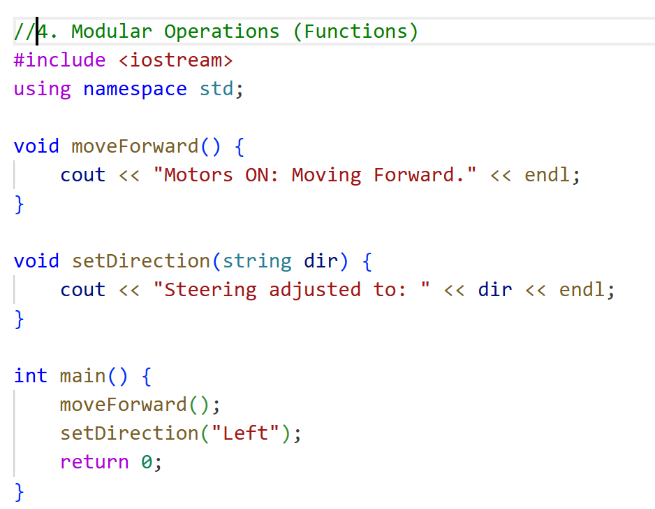 //4. Modular Operations (Functions)
#include <iostream>
using namespace std;
void moveForward() {
    cout << "Motors ON: Moving Forward." << endl;
}
void setDirection(string dir) {
    cout << "Steering adjusted to: " << dir << endl;
}
int main() {
    moveForward();
    setDirection("Left");
    return 0;
}